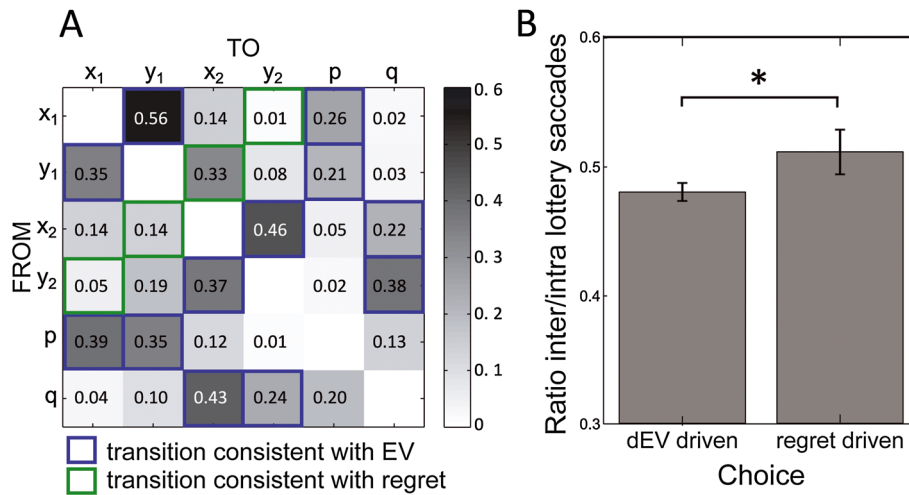 A
TO
x₁ y₁ x₂ y₂ p q
FROM
x₁ 0.56 0.14 0.01 0.26 0.02
y₁ 0.35 0.33 0.08 0.21 0.03
x₂ 0.14 0.14 0.46 0.05 0.22
y₂ 0.05 0.19 0.37 0.02 0.38
p 0.39 0.35 0.12 0.01 0.13
q 0.04 0.10 0.43 0.24 0.20
0.6
0.5
0.4
0.3
0.2
0.1
0
transition consistent with EV
transition consistent with regret
B
Ratio inter/intra lottery saccades
0.6
0.5
0.4
0.3
*
dEV driven regret driven
Choice